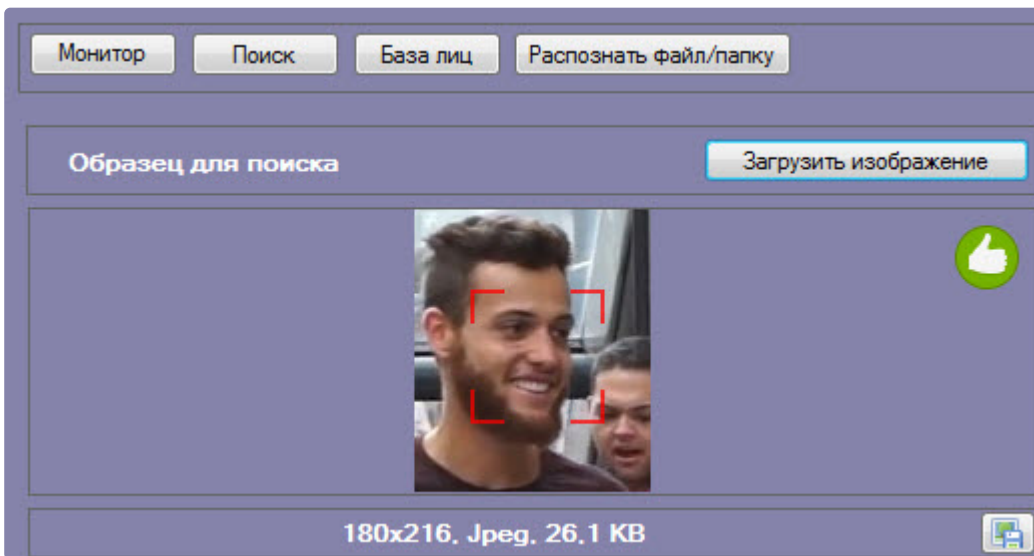 Монитор Поиск База лиц Распознать файл/папку
Образец для поиска Загрузить изображение
180x216, Jpeg, 26,1 KB